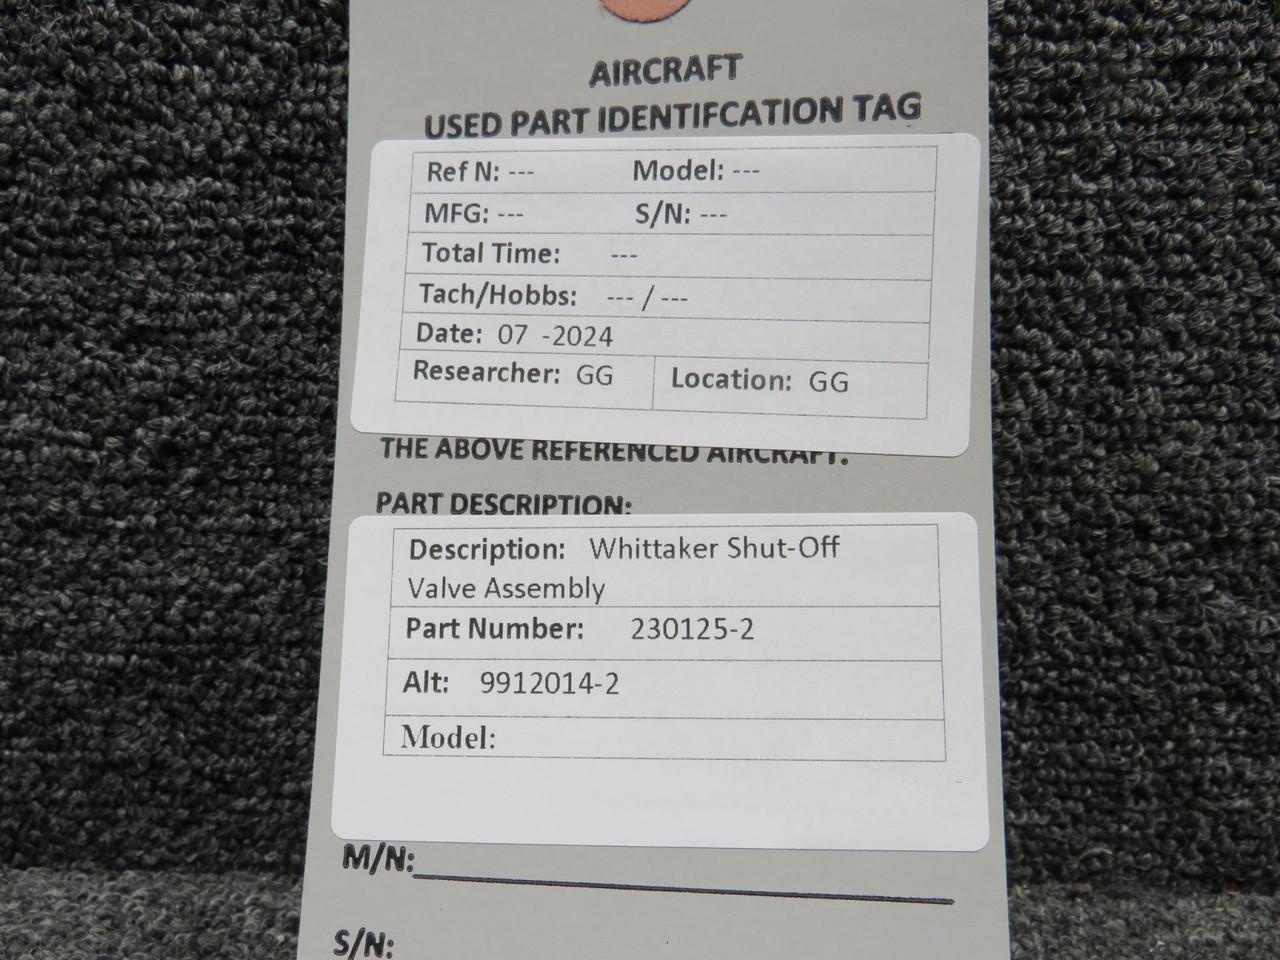 AIRCRAFT
USED PART IDENTIFCATION TAG
Ref N: --- Model: ---
MFG: --- S/N: ---
Total Time: ---
Tach/Hobbs: --- / ---
Date: 07 -2024
Researcher: GG Location: GG
THE ABOVE REFERENCED AIRCRAFT.
PART DESCRIPTION:
Description: Whittaker Shut-Off
Valve Assembly
Part Number: 230125-2
Alt: 9912014-2
Model:
M/N:
S/N: